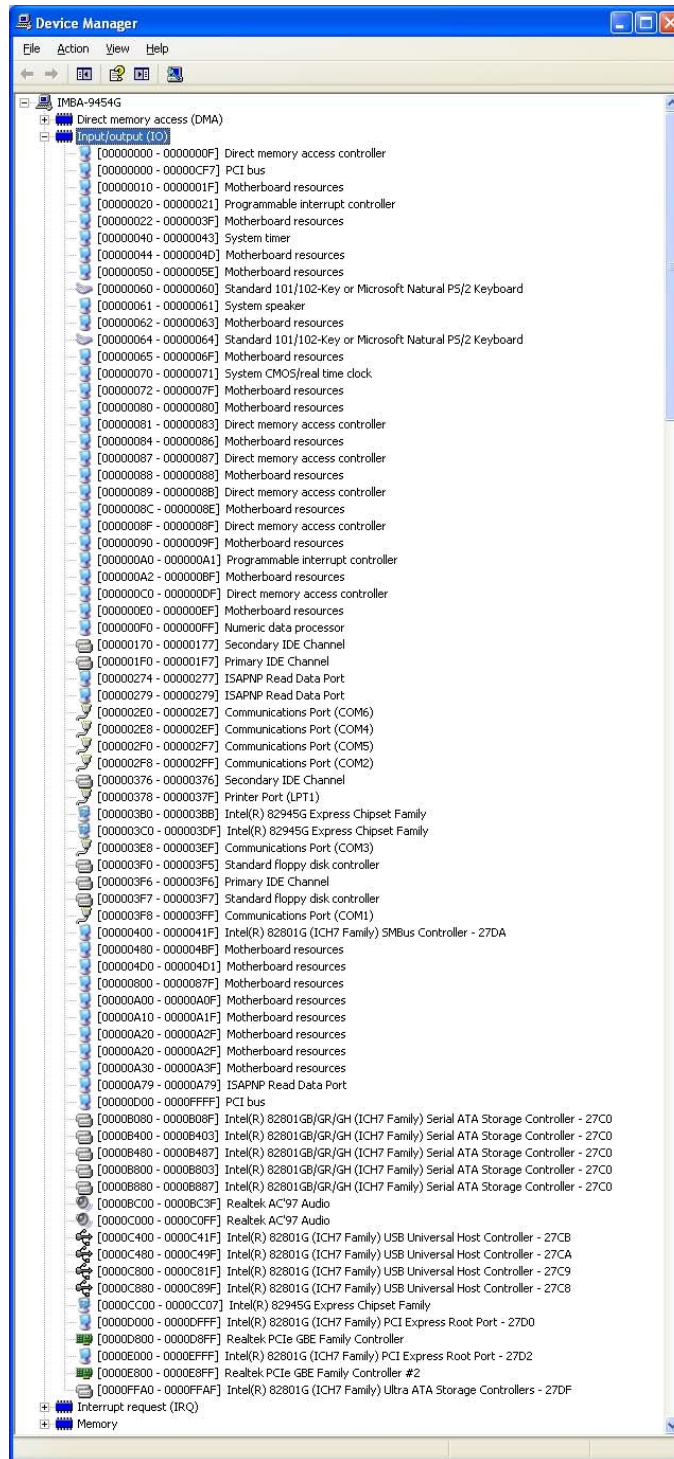 Device Manager
File Action View Help
IMBA-9454G
Direct memory access (DMA)
Input/output (IO)
[00000000 - 0000000F] Direct memory access controller
[00000000 - 00000CF7] PCI bus
[00000010 - 0000001F] Motherboard resources
[00000020 - 00000021] Programmable interrupt controller
[00000022 - 0000003F] Motherboard resources
[00000040 - 00000043] System timer
[00000044 - 0000004D] Motherboard resources
[00000050 - 0000005E] Motherboard resources
[00000060 - 00000060] Standard 101/102-Key or Microsoft Natural PS/2 Keyboard
[00000061 - 00000061] System speaker
[00000062 - 00000063] Motherboard resources
[00000064 - 00000064] Standard 101/102-Key or Microsoft Natural PS/2 Keyboard
[00000065 - 0000006F] Motherboard resources
[00000070 - 00000071] System CMOS/real time clock
[00000072 - 0000007F] Motherboard resources
[00000080 - 00000080] Motherboard resources
[00000081 - 00000083] Direct memory access controller
[00000084 - 00000086] Motherboard resources
[00000087 - 00000087] Direct memory access controller
[00000088 - 00000088] Motherboard resources
[00000089 - 0000008B] Direct memory access controller
[0000008C - 0000008E] Motherboard resources
[0000008F - 0000008F] Direct memory access controller
[00000090 - 0000009F] Motherboard resources
[000000A0 - 000000A1] Programmable interrupt controller
[000000A2 - 000000BF] Motherboard resources
[000000C0 - 000000DF] Direct memory access controller
[000000E0 - 000000EF] Motherboard resources
[000000F0 - 000000FF] Numeric data processor
[00000170 - 00000177] Secondary IDE Channel
[000001F0 - 000001F7] Primary IDE Channel
[00000274 - 00000277] ISAPNP Read Data Port
[00000279 - 00000279] ISAPNP Read Data Port
[000002E0 - 000002E7] Communications Port (COM6)
[000002E8 - 000002EF] Communications Port (COM4)
[000002F0 - 000002F7] Communications Port (COM5)
[000002F8 - 000002FF] Communications Port (COM2)
[00000376 - 00000376] Secondary IDE Channel
[00000378 - 0000037F] Printer Port (LPT1)
[000003B0 - 000003BB] Intel(R) 82945G Express Chipset Family
[000003C0 - 000003DF] Intel(R) 82945G Express Chipset Family
[000003E8 - 000003EF] Communications Port (COM3)
[000003F0 - 000003F5] Standard floppy disk controller
[000003F6 - 000003F6] Primary IDE Channel
[000003F7 - 000003F7] Standard floppy disk controller
[000003F8 - 000003FF] Communications Port (COM1)
[00000400 - 0000041F] Intel(R) 82801G (ICH7 Family) SMBus Controller - 27DA
[00000480 - 000004BF] Motherboard resources
[000004D0 - 000004D1] Motherboard resources
[00000800 - 0000087F] Motherboard resources
[00000A00 - 00000A0F] Motherboard resources
[00000A10 - 00000A1F] Motherboard resources
[00000A20 - 00000A2F] Motherboard resources
[00000A20 - 00000A2F] Motherboard resources
[00000A30 - 00000A3F] Motherboard resources
[00000A79 - 00000A79] ISAPNP Read Data Port
[00000D00 - 0000FFFF] PCI bus
[0000B080 - 0000B08F] Intel(R) 82801GB/GR/GH (ICH7 Family) Serial ATA Storage Controller - 27C0
[0000B400 - 0000B403] Intel(R) 82801GB/GR/GH (ICH7 Family) Serial ATA Storage Controller - 27C0
[0000B480 - 0000B487] Intel(R) 82801GB/GR/GH (ICH7 Family) Serial ATA Storage Controller - 27C0
[0000B800 - 0000B803] Intel(R) 82801GB/GR/GH (ICH7 Family) Serial ATA Storage Controller - 27C0
[0000B880 - 0000B887] Intel(R) 82801GB/GR/GH (ICH7 Family) Serial ATA Storage Controller - 27C0
[0000BC00 - 0000BC3F] Realtek AC'97 Audio
[0000C000 - 0000C0FF] Realtek AC'97 Audio
[0000C400 - 0000C41F] Intel(R) 82801G (ICH7 Family) USB Universal Host Controller - 27CB
[0000C480 - 0000C49F] Intel(R) 82801G (ICH7 Family) USB Universal Host Controller - 27CA
[0000C800 - 0000C81F] Intel(R) 82801G (ICH7 Family) USB Universal Host Controller - 27C9
[0000C880 - 0000C89F] Intel(R) 82801G (ICH7 Family) USB Universal Host Controller - 27C8
[0000CC00 - 0000CC07] Intel(R) 82945G Express Chipset Family
[0000D000 - 0000DFFF] Intel(R) 82801G (ICH7 Family) PCI Express Root Port - 27D0
[0000D800 - 0000D8FF] Realtek PCIe GBE Family Controller
[0000E000 - 0000EFFF] Intel(R) 82801G (ICH7 Family) PCI Express Root Port - 27D2
[0000E800 - 0000E8FF] Realtek PCIe GBE Family Controller #2
[0000FFA0 - 0000FFAF] Intel(R) 82801G (ICH7 Family) Ultra ATA Storage Controllers - 27DF
Interrupt request (IRQ)
Memory